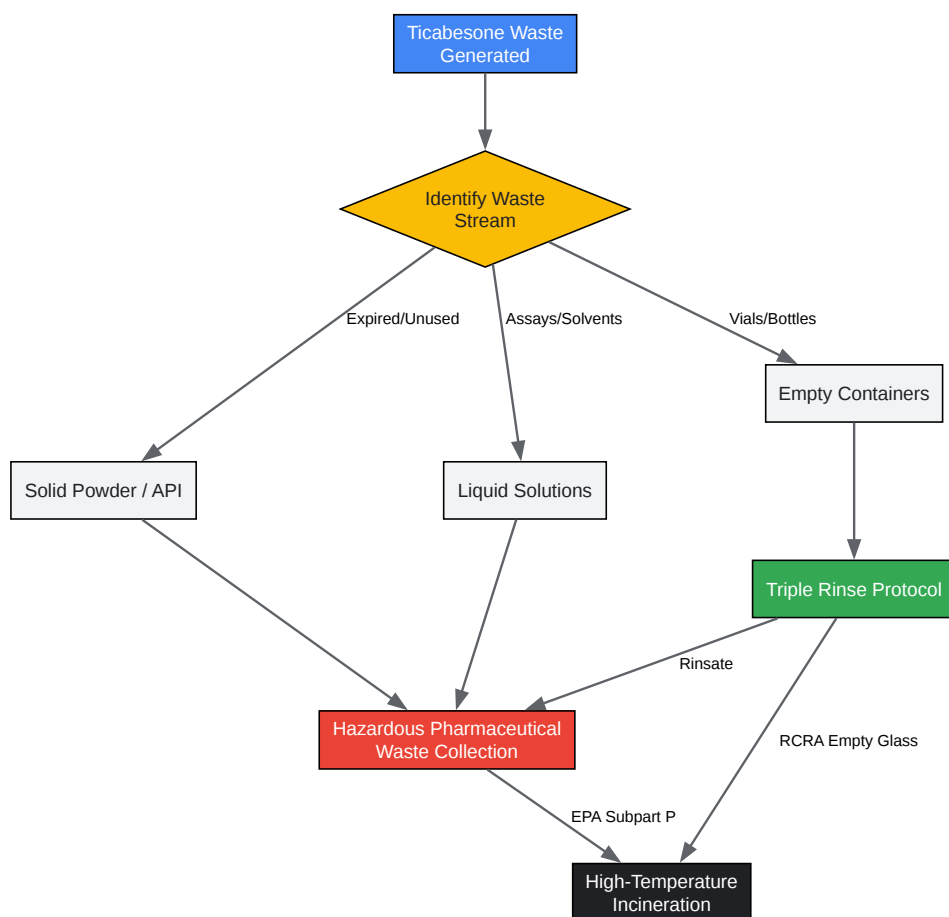 Ticabesone Waste
Generated
Identify Waste
Stream
Expired/Unused
Assays/Solvents
Vials/Bottles
Empty Containers
Solid Powder / API
Liquid Solutions
Triple Rinse Protocol
Rinsate
Hazardous Pharmaceutical
Waste Collection
RCRA Empty Glass
EPA Subpart P
High-Temperature
Incineration